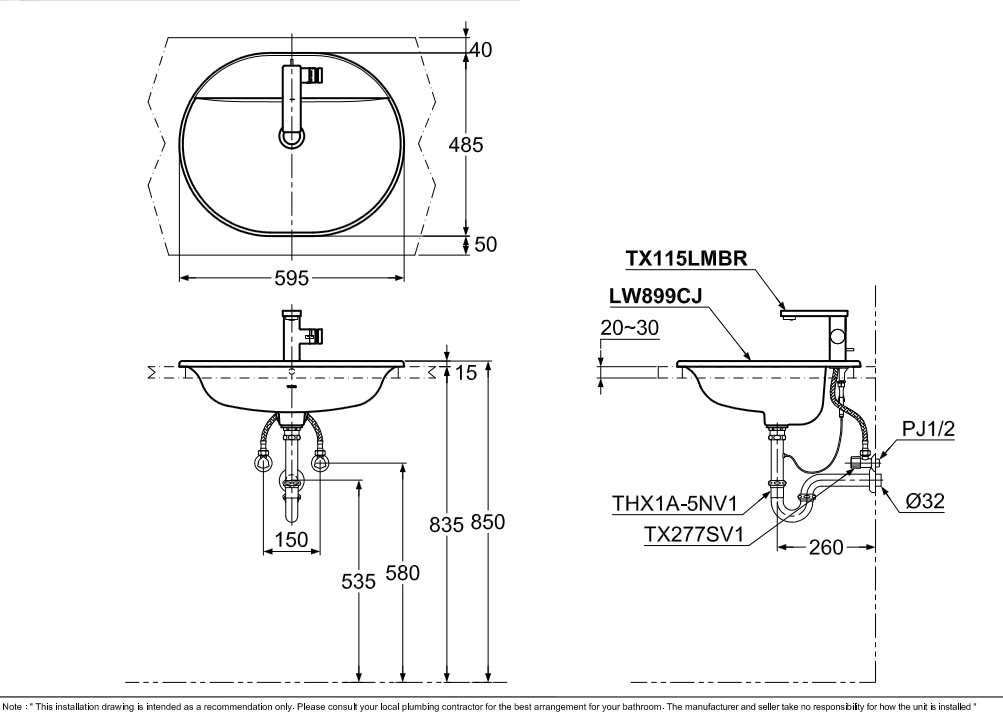 40
485
50
595
TX115LMBR
LW899CJ
20~30
15
PJ1/2
THX1A-5NV1
Ø32
835 850
TX277SV1
150
260
535 580
Note : " This installation drawing is intended as a recommendation only. Please consult your local plumbing contractor for the best arrangement for your bathroom. The manufacturer and seller take no responsibility for how the unit is installed "